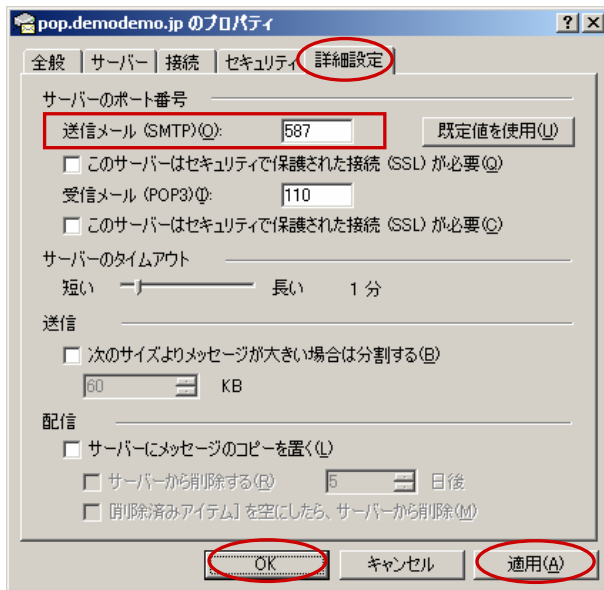 pop.demodemo.jp のプロパティ
全般 サーバー 接続 セキュリティ 詳細設定
サーバーのポート番号
送信メール (SMTP)(O): 587 既定値を使用(U)
このサーバーはセキュリティで保護された接続 (SSL) が必要(Q)
受信メール (POP3)(I): 110
このサーバーはセキュリティで保護された接続 (SSL) が必要(C)
サーバーのタイムアウト
短い 長い 1 分
送信
次のサイズよりメッセージが大きい場合は分割する(B)
60 KB
配信
サーバーにメッセージのコピーを置く(L)
サーバーから削除する(R) 5 日後
[削除済みアイテム] を空にしたら、サーバーから削除(M)
OK キャンセル 適用(A)